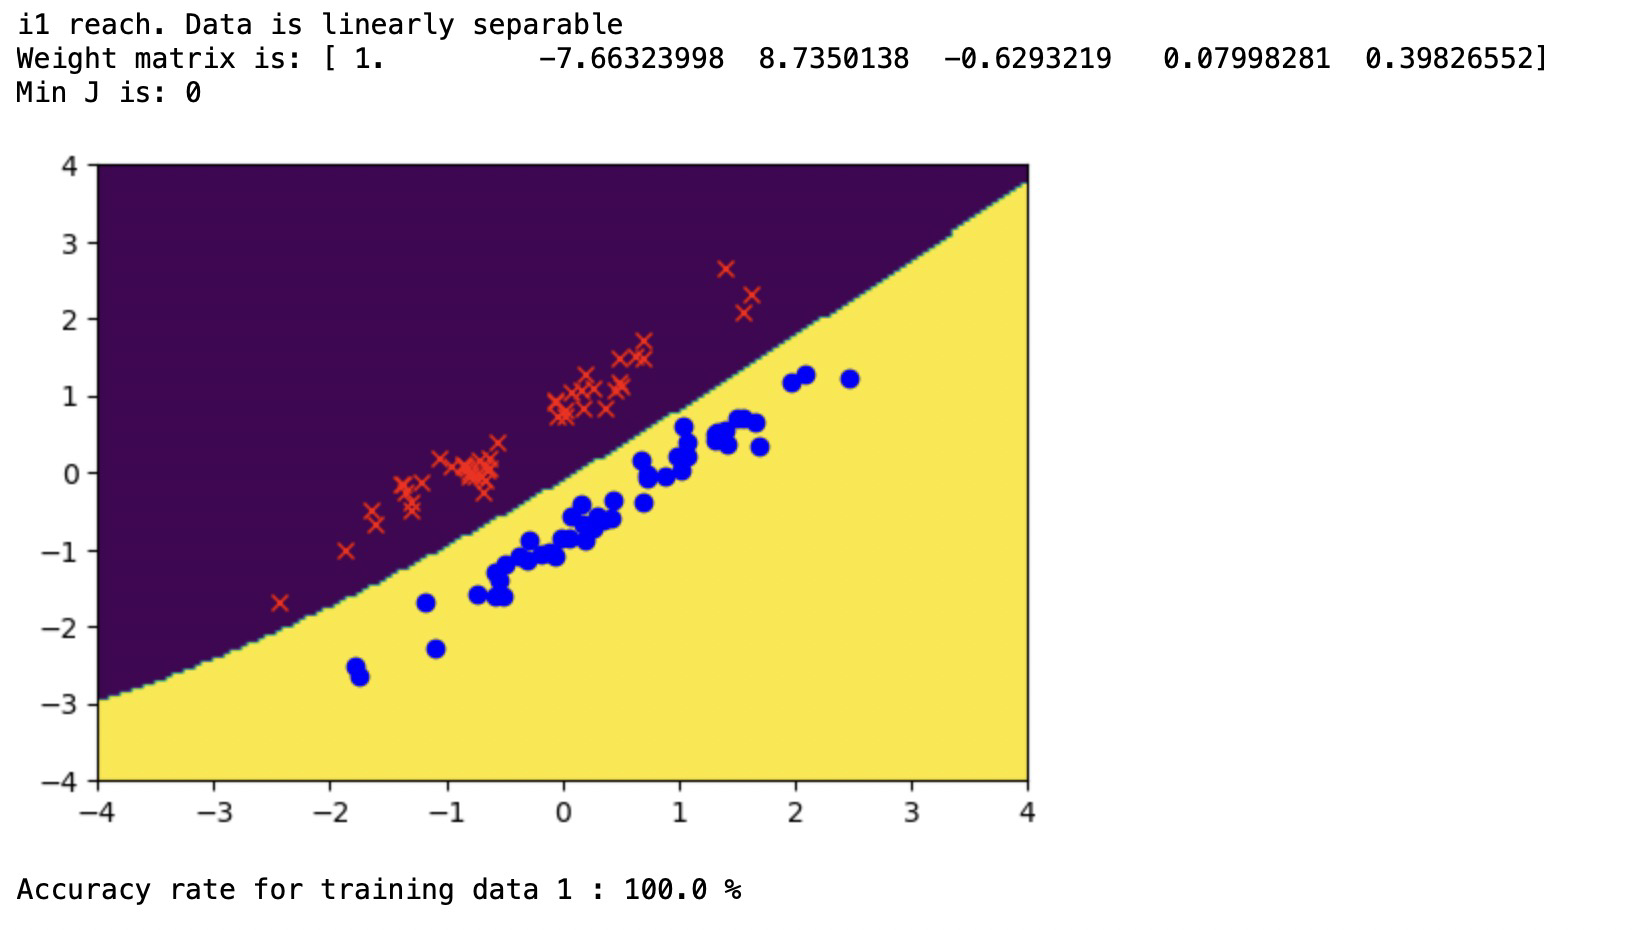 i1 reach. Data is linearly separable
Weight matrix is: [ 1.         -7.66323998  8.7350138  -0.6293219   0.07998281  0.39826552]
Min J is: 0
4
3
2
1
0
−1
−2
−3
−4
−4 −3 −2 −1 0 1 2 3 4
Accuracy rate for training data 1 : 100.0 %